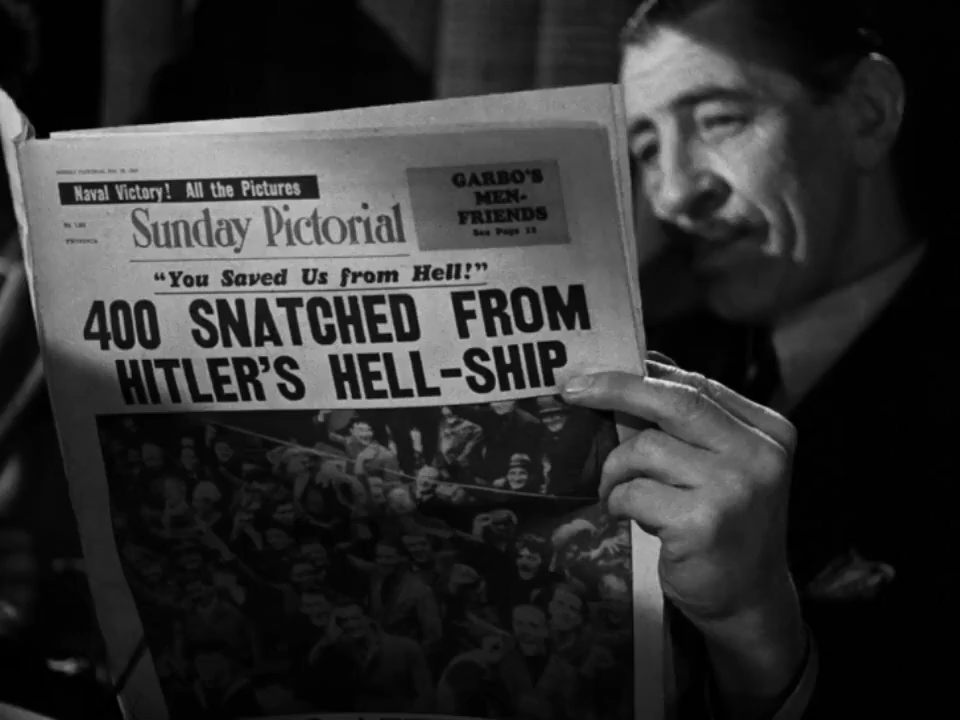 Naval Victory! All the Pictures
Sunday Pictorial
GARBO'S
MEN-
FRIENDS
See Page 15
"You Saved Us from Hell!"
400 SNATCHED FROM
HITLER'S HELL-SHIP